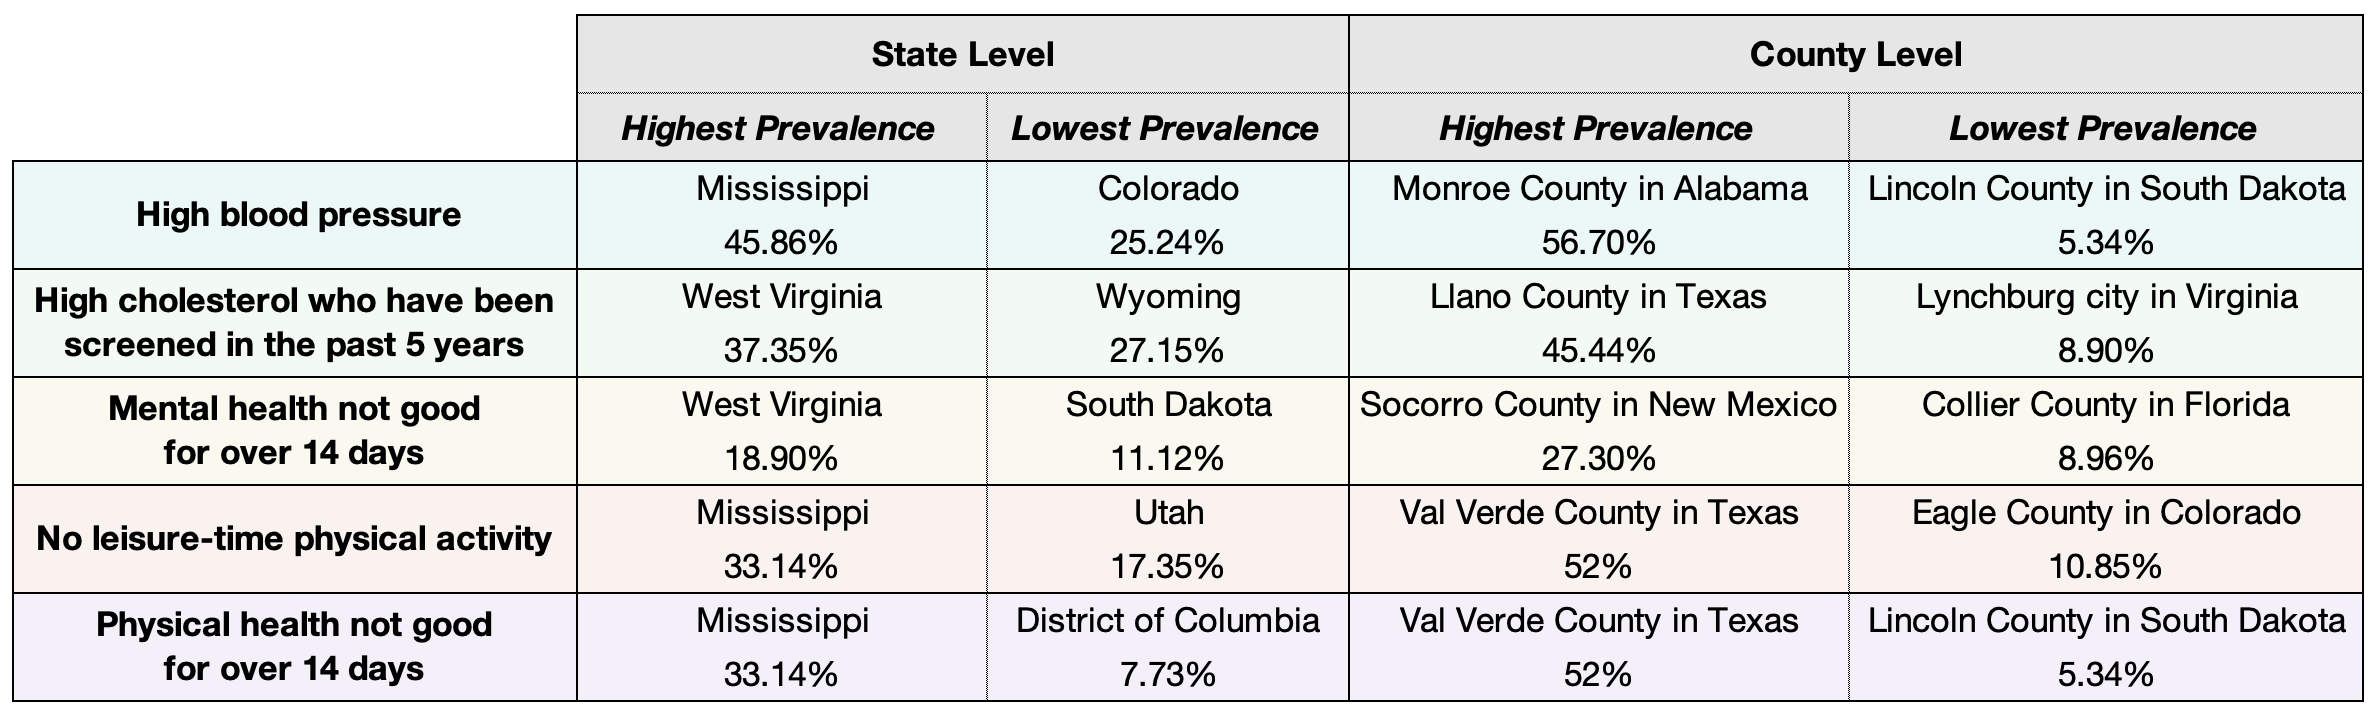 State Level County Level
Highest Prevalence Lowest Prevalence Highest Prevalence Lowest Prevalence
High blood pressure
Mississippi Colorado Monroe County in Alabama Lincoln County in South Dakota
45.86% 25.24% 56.70% 5.34%
High cholesterol who have been
screened in the past 5 years
West Virginia Wyoming Llano County in Texas Lynchburg city in Virginia
37.35% 27.15% 45.44% 8.90%
Mental health not good
for over 14 days
West Virginia South Dakota Socorro County in New Mexico Collier County in Florida
18.90% 11.12% 27.30% 8.96%
No leisure-time physical activity
Mississippi Utah Val Verde County in Texas Eagle County in Colorado
33.14% 17.35% 52% 10.85%
Physical health not good
for over 14 days
Mississippi District of Columbia Val Verde County in Texas Lincoln County in South Dakota
33.14% 7.73% 52% 5.34%